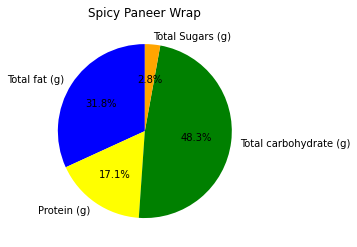 Spicy Paneer Wrap
Total Sugars (g)
2.8%
Total fat (g)
31.8%
48.3%
Total carbohydrate (g)
17.1%
Protein (g)